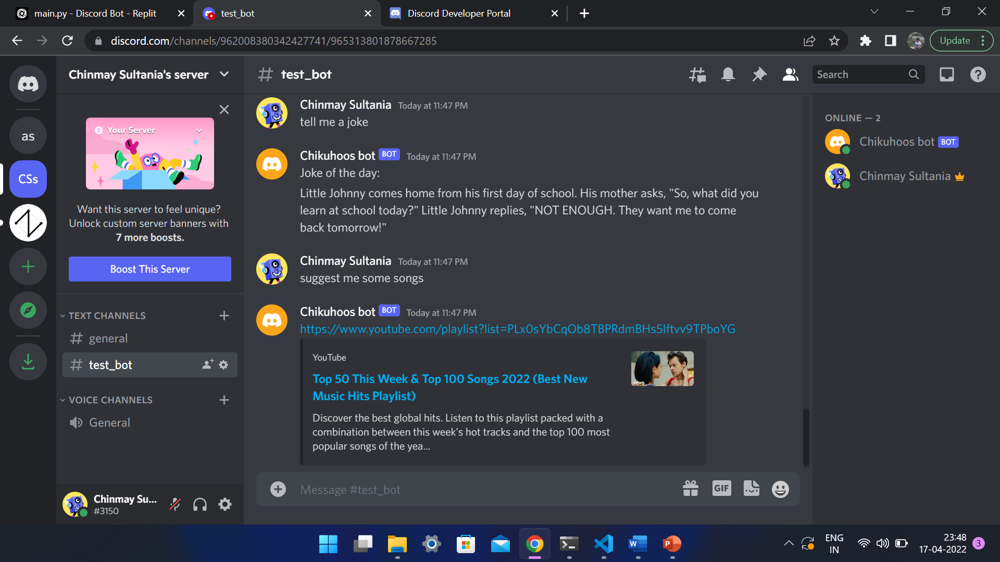 main.py - Discord Bot - Replit
test_bot
Discord Developer Portal
discord.com/channels/962008380342427741/965313801878667285
Update
Chinmay Sultania's server
test_bot
Search
as
CSs
Your Server
Want this server to feel unique?
Unlock custom server banners with
7 more boosts.
Boost This Server
TEXT CHANNELS
general
test_bot
VOICE CHANNELS
General
Chinmay Su...
#3150
Chinmay Sultania Today at 11:47 PM
tell me a joke
Chikuhoos bot BOT Today at 11:47 PM
Joke of the day:
Little Johnny comes home from his first day of school. His mother asks, "So, what did you
learn at school today?" Little Johnny replies, "NOT ENOUGH. They want me to come
back tomorrow!"
Chinmay Sultania Today at 11:47 PM
suggest me some songs
Chikuhoos bot BOT Today at 11:47 PM
https://www.youtube.com/playlist?list=PLx0sYbCqOb8TBPRdmBHs5Iftvv9TPboYG
YouTube
Top 50 This Week & Top 100 Songs 2022 (Best New
Music Hits Playlist)
Discover the best global hits. Listen to this playlist packed with a
combination between this week's hot tracks and the top 100 most
popular songs of the yea...
vevo
Message #test_bot
GIF
ONLINE — 2
Chikuhoos bot BOT
Chinmay Sultania
W
P
ENG
IN
23:48
17-04-2022
3